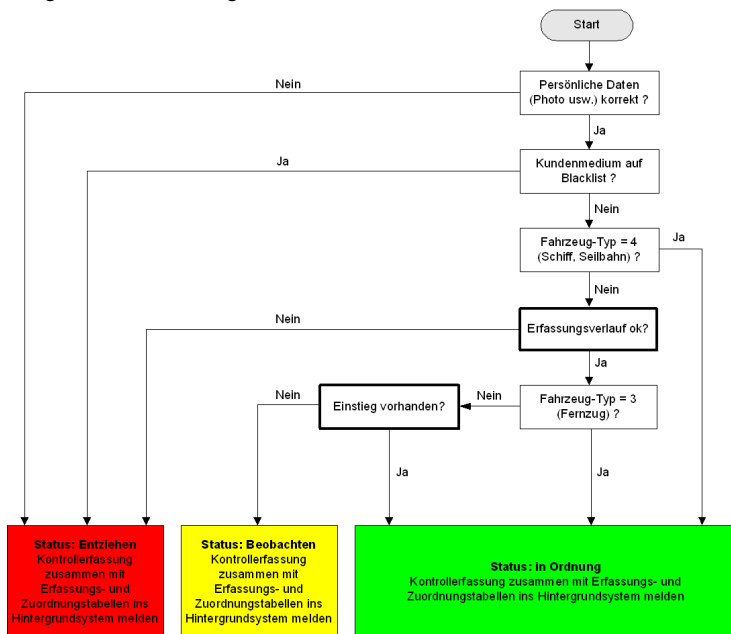 Start
Persönliche Daten
(Photo usw.) korrekt ?
Nein
Ja
Kundenmedium auf
Blacklist ?
Ja
Nein
Fahrzeug-Typ = 4
(Schiff, Seilbahn) ?
Ja
Nein
Erfassungsverlauf ok?
Nein
Ja
Fahrzeug-Typ = 3
(Fernzug) ?
Nein
Einstieg vorhanden?
Nein
Ja
Ja
Status: Entziehen
Kontrollerfassung
zusammen mit
Erfassungs- und
Zuordnungstabellen ins
Hintergrundsystem melden
Status: Beobachten
Kontrollerfassung
zusammen mit
Erfassungs- und
Zuordnungstabellen ins
Hintergrundsystem melden
Status: in Ordnung
Kontrollerfassung zusammen mit Erfassungs- und
Zuordnungstabellen ins Hintergrundsystem melden